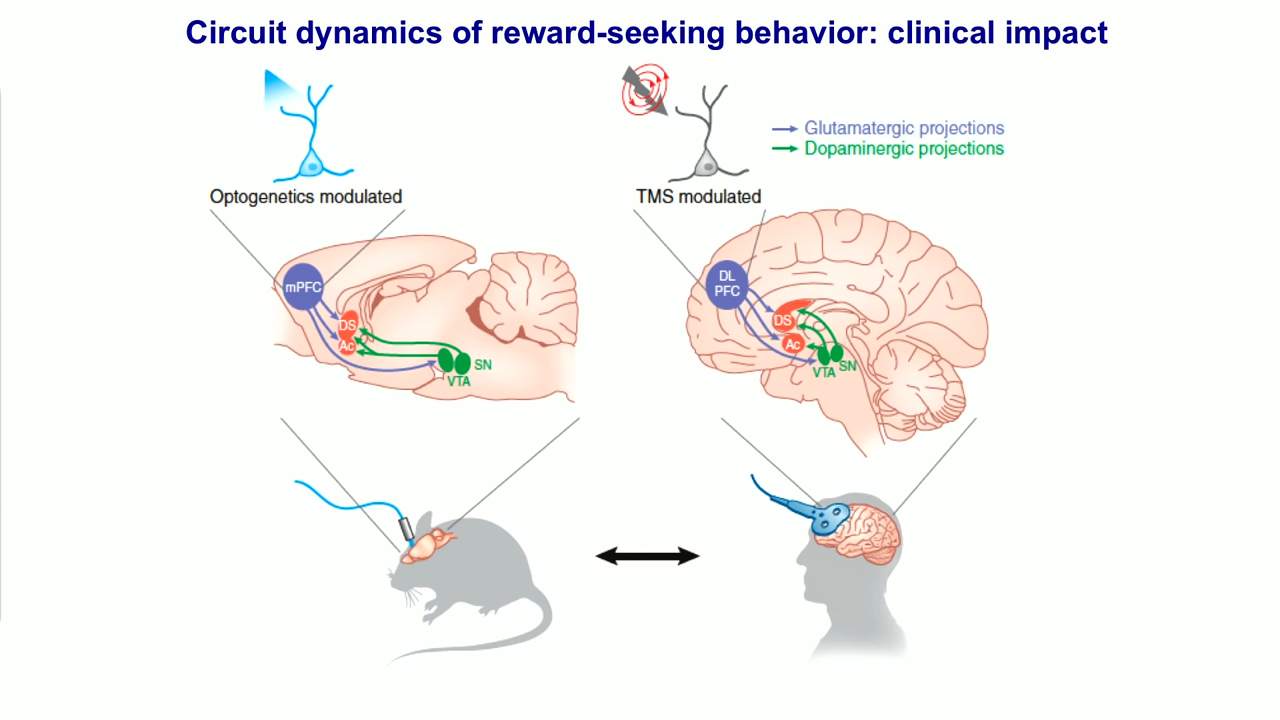 Circuit dynamics of reward-seeking behavior: clinical impact
Optogenetics modulated
TMS modulated
Glutamatergic projections
Dopaminergic projections
mPFC
DS
Ac
SN
VTA
DL
PFC
DS
Ac
SN
VTA